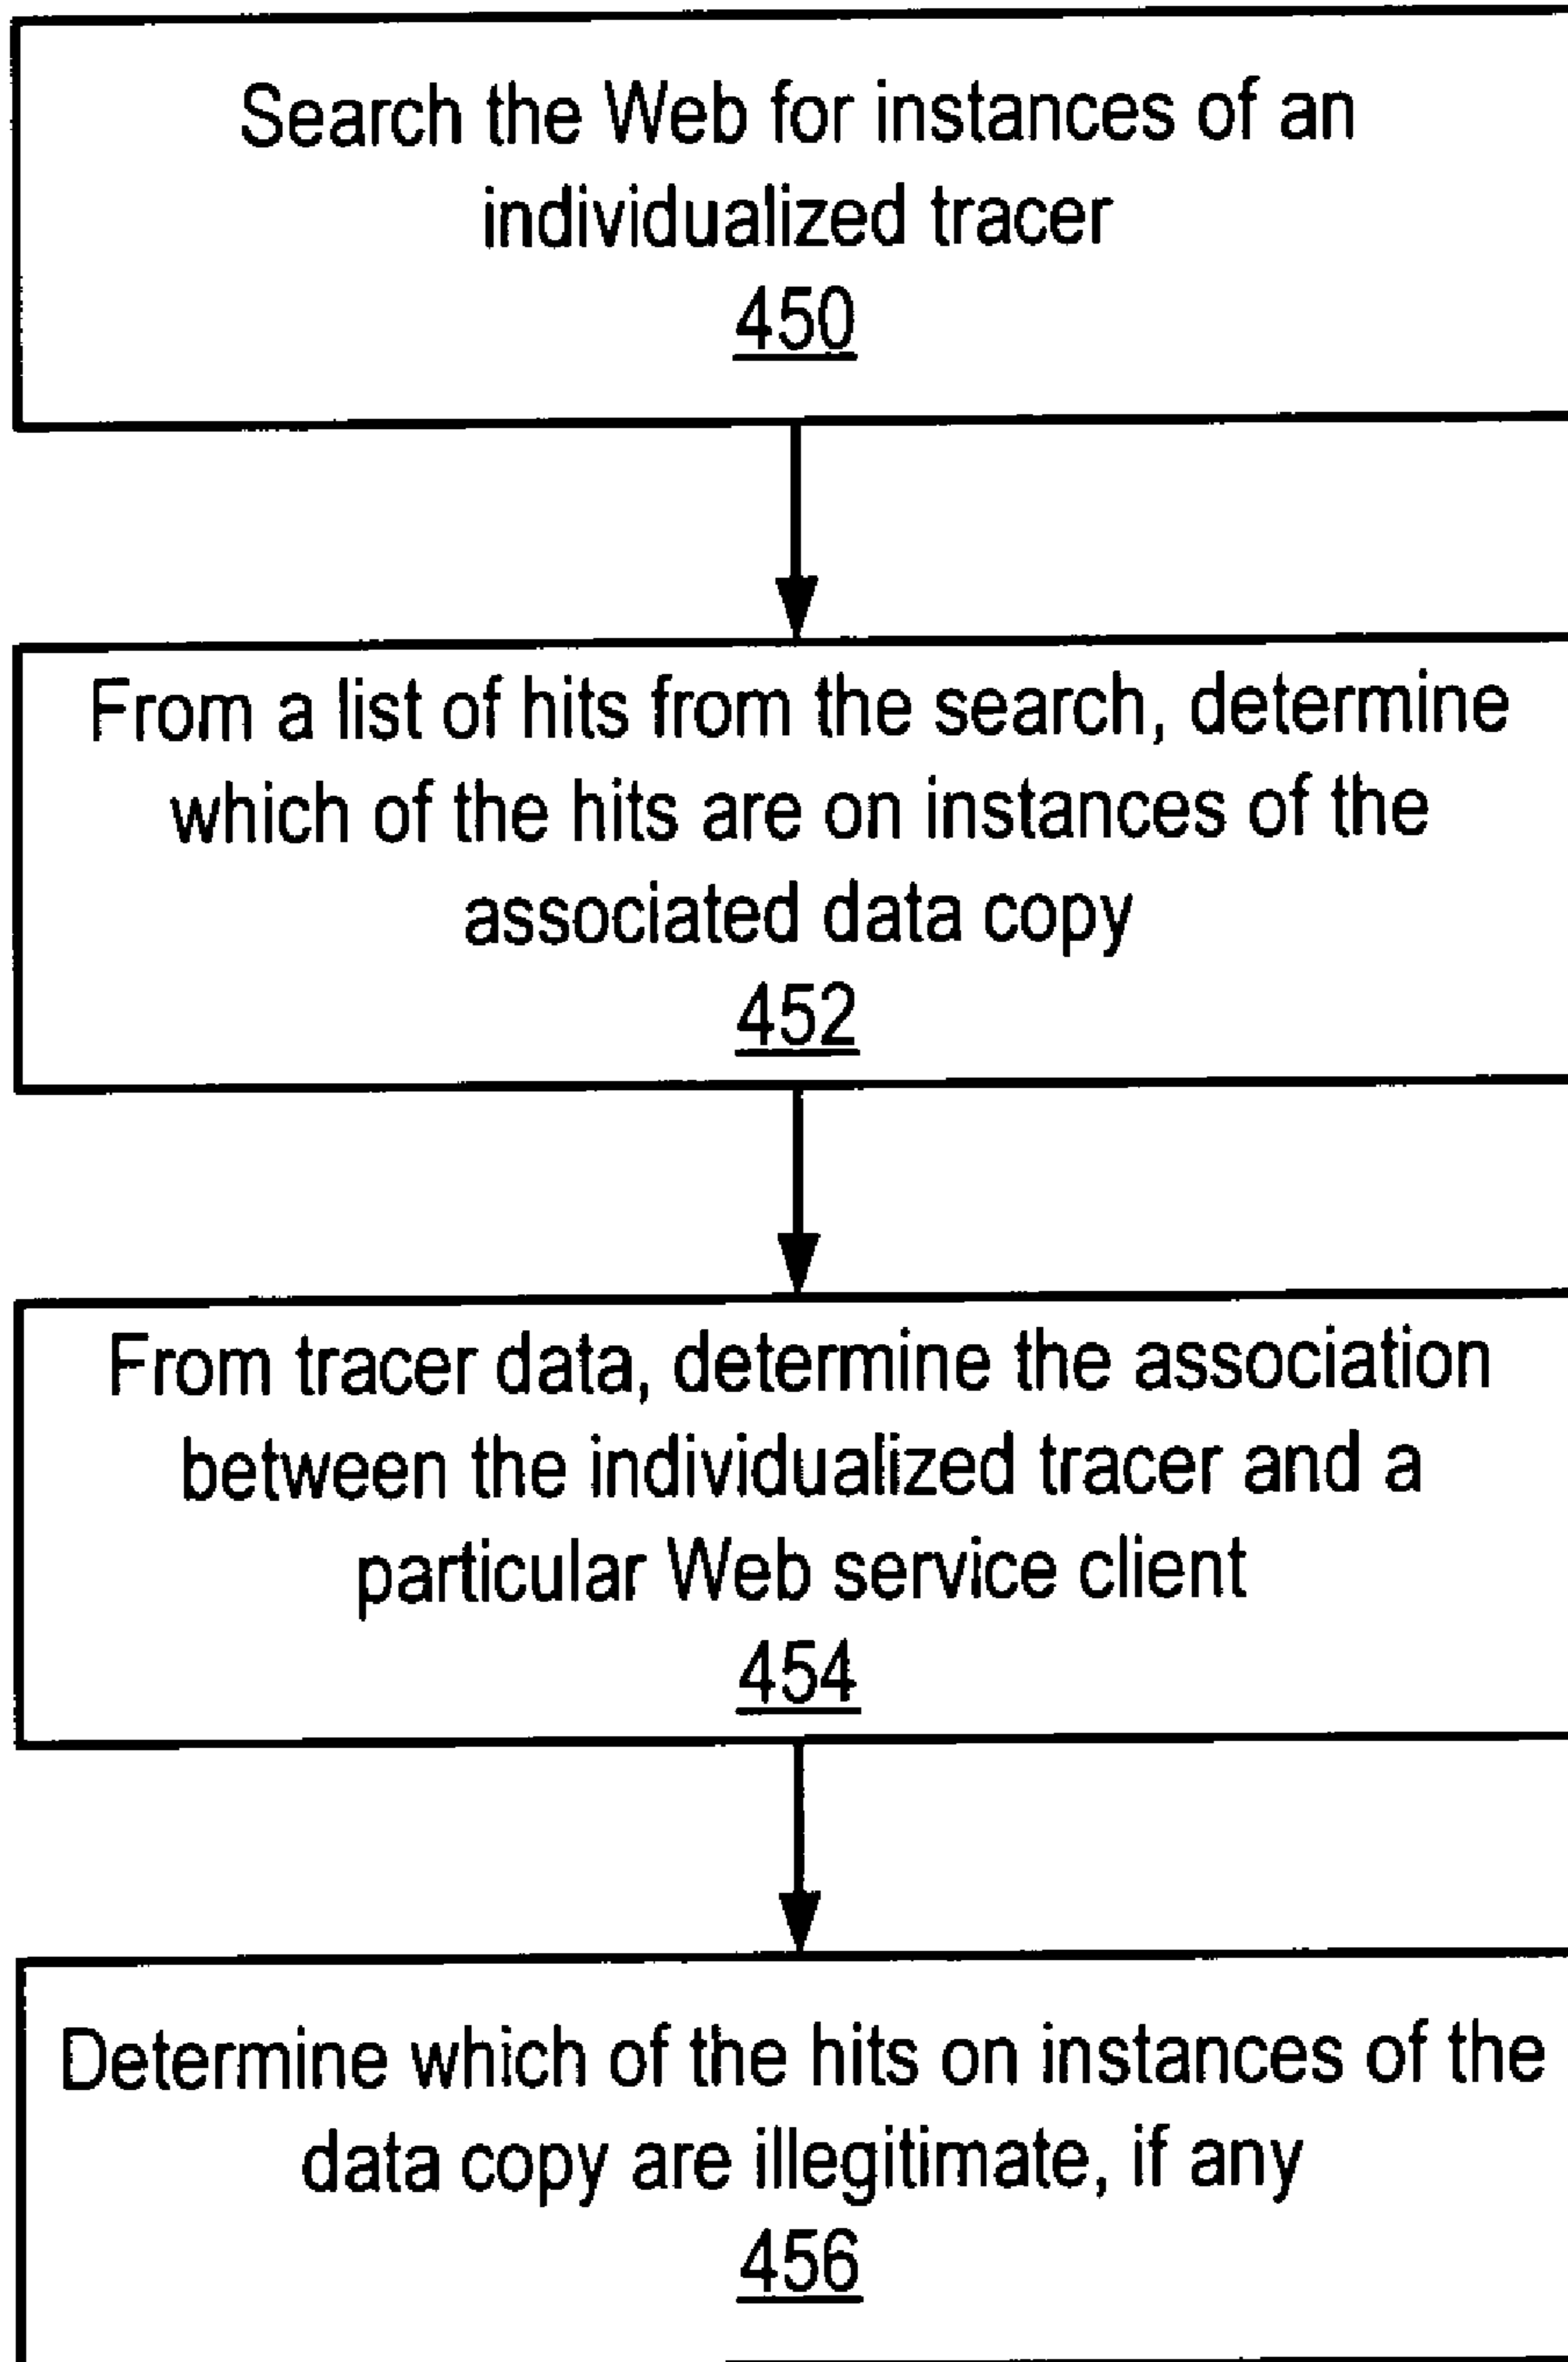 Search the Web for instances of an
individualized tracer
450
From a list of hits from the search, determine
which of the hits are on instances of the
associated data copy
452
From tracer data, determine the association
between the individualized tracer and a
particular Web service client
454
Determine which of the hits on instances of the
data copy are illegitimate, if any
456